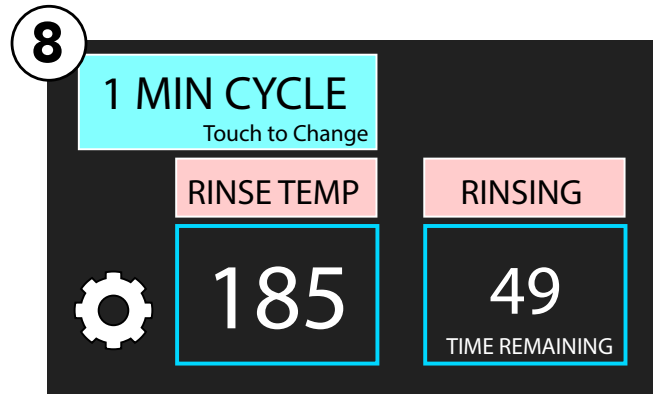 8
1 MIN CYCLE
Touch to Change
RINSE TEMP
RINSING
185
49
TIME REMAINING